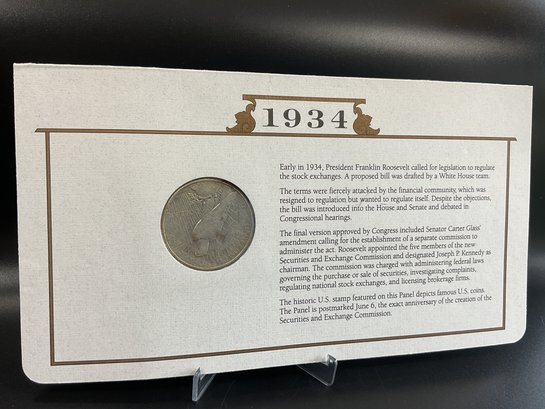 1934
Early in 1934, President Franklin Roosevelt called for legislation to regulate
the stock exchanges. A proposed bill was drafted by a White House team.
The terms were fiercely attacked by the financial community, which was
resigned to regulation but wanted to regulate itself. Despite the objections,
the bill was introduced into the House and Senate and debated in
Congressional hearings.
The final version approved by Congress included Senator Carter Glass'
amendment calling for the establishment of a separate commission to
administer the act. Roosevelt appointed the five members of the new
Securities and Exchange Commission and designated Joseph P. Kennedy as
chairman. The commission was charged with administering federal laws
governing the purchase or sale of securities, investigating complaints,
regulating national stock exchanges, and licensing brokerage firms.
The historic U.S. stamp featured on this Panel depicts famous U.S. coins.
The Panel is postmarked June 6, the exact anniversary of the creation of the
Securities and Exchange Commission.